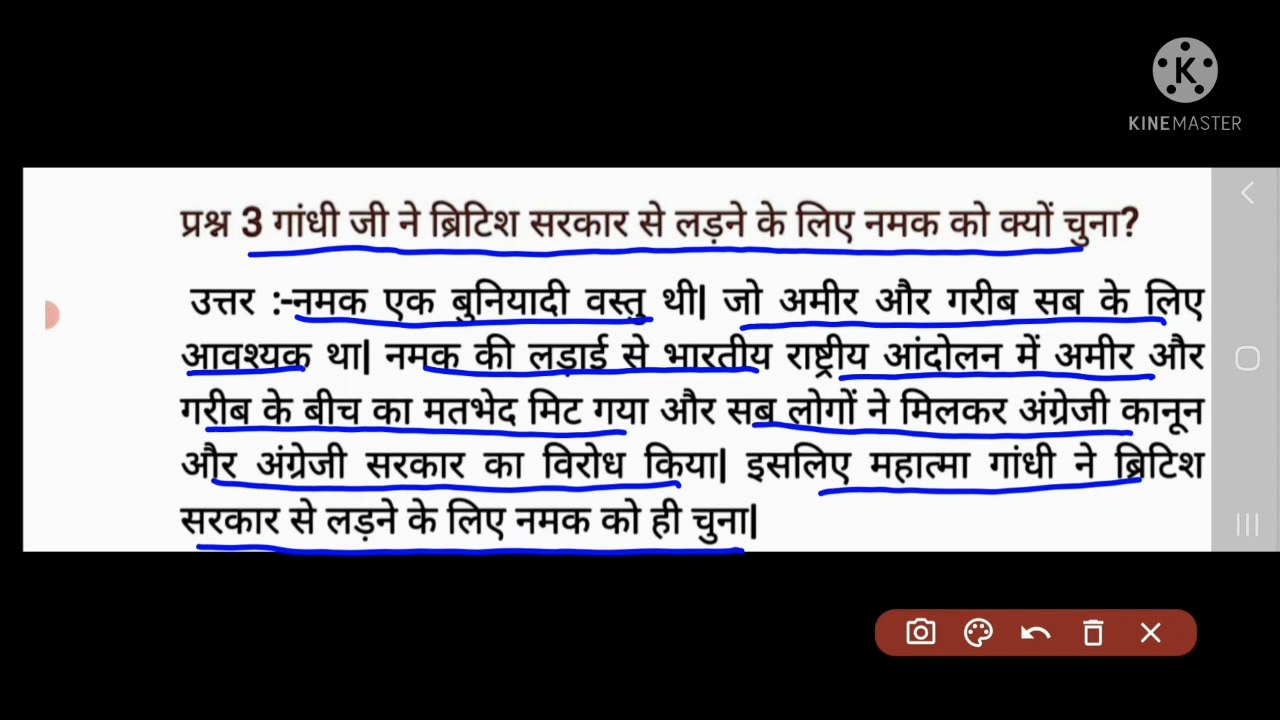 KINEMASTER
प्रश्न 3 गांधी जी ने ब्रिटिश सरकार से लड़ने के लिए नमक को क्यों चुना?
उत्तर :-नमक एक बुनियादी वस्तु थी| जो अमीर और गरीब सब के लिए
आवश्यक था| नमक की लड़ाई से भारतीय राष्ट्रीय आंदोलन में अमीर और
गरीब के बीच का मतभेद मिट गया और सब लोगों ने मिलकर अंग्रेजी कानून
और अंग्रेजी सरकार का विरोध किया| इसलिए महात्मा गांधी ने ब्रिटिश
सरकार से लड़ने के लिए नमक को ही चुना|